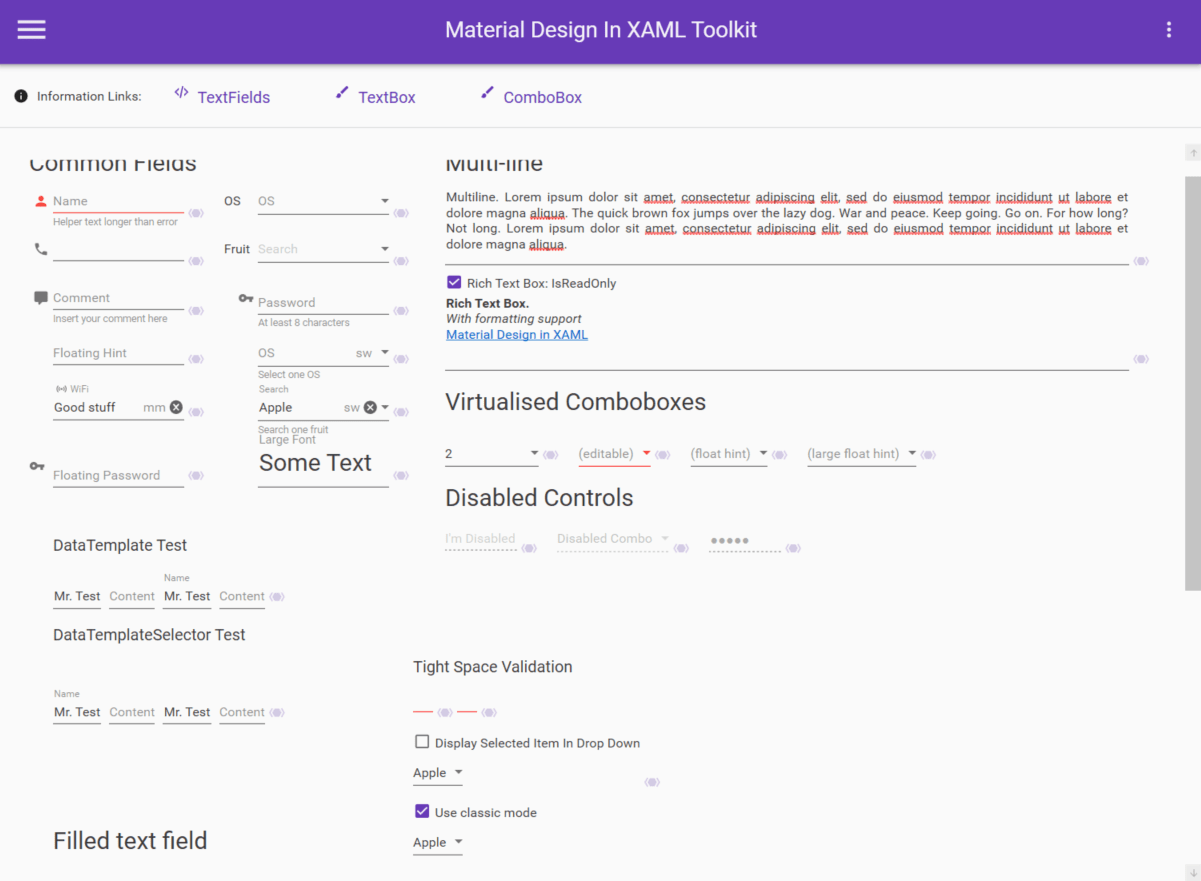 Material Design In XAML Toolkit
Information Links: TextFields TextBox ComboBox
Common Fields
Name OS OS
Helper text longer than error
Fruit Search
Comment Password
Insert your comment here At least 8 characters
Floating Hint OS sw
Select one OS
WiFi Search
Good stuff mm Apple sw
Search one fruit
Large Font
Floating Password Some Text
DataTemplate Test
Name
Mr. Test Content Mr. Test Content
DataTemplateSelector Test
Name
Mr. Test Content Mr. Test Content
Filled text field
Multi-line
Multiline. Lorem ipsum dolor sit amet, consectetur adipiscing elit, sed do eiusmod tempor incididunt ut labore et
dolore magna aliqua. The quick brown fox jumps over the lazy dog. War and peace. Keep going. Go on. For how long?
Not long. Lorem ipsum dolor sit amet, consectetur adipiscing elit, sed do eiusmod tempor incididunt ut labore et
dolore magna aliqua.
Rich Text Box: IsReadOnly
Rich Text Box.
With formatting support
Material Design in XAML
Virtualised Comboboxes
2 (editable) (float hint) (large float hint)
Disabled Controls
I'm Disabled Disabled Combo
Tight Space Validation
Display Selected Item In Drop Down
Apple
Use classic mode
Apple